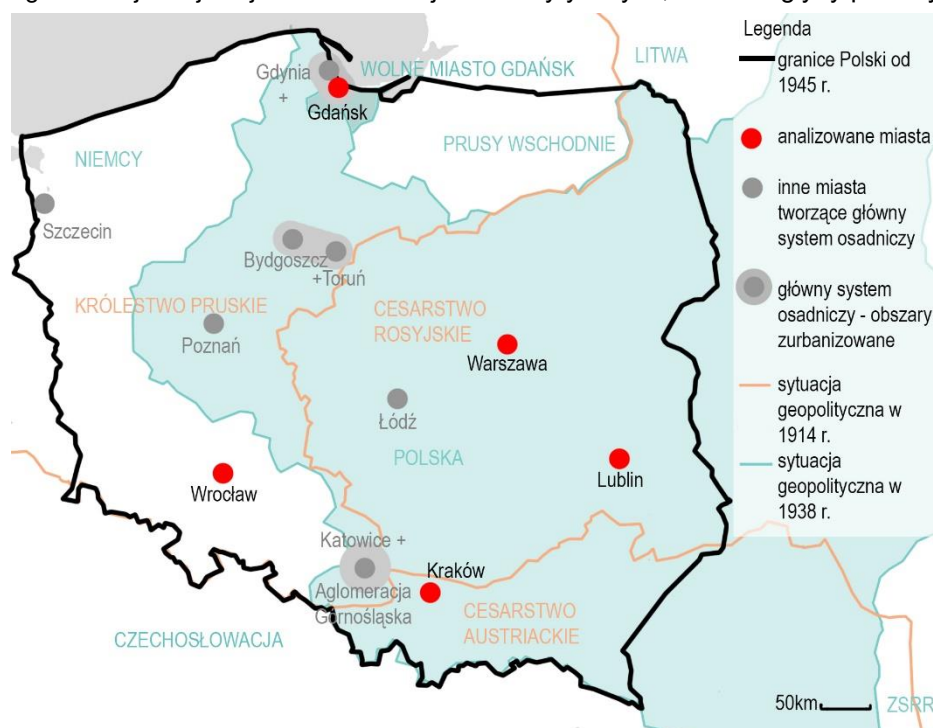 Legenda
granice Polski od
1945 r.
analizowane miasta
inne miasta
tworzące główny
system osadniczy
główny system
osadniczy - obszary
zurbanizowane
sytuacja
geopolityczna w
1914 r.
sytuacja
geopolityczna w
1938 r.
Gdynia
+
WOLNE MIASTO GDAŃSK
LITWA
Gdańsk
PRUSY WSCHODNIE
NIEMCY
Szczecin
Bydgoszcz
+Toruń
KRÓLESTWO PRUSKIE
CESARSTWO
ROSYJSKIE
Poznań
Warszawa
Łódź
POLSKA
Lublin
Wrocław
Katowice +
Aglomeracja
Górnośląska
Kraków
CESARSTWO
AUSTRIACKIE
CZECHOSŁOWACJA
50km
ZSRR